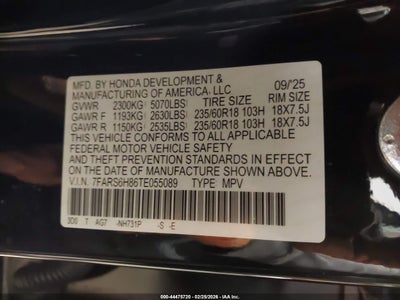 MFD. BY HONDA DEVELOPMENT & 09/'25
MANUFACTURING OF AMERICA, LLC
GVWR 2300KG 5070LBS TIRE SIZE RIM SIZE
GAWR F 1193KG 2630LBS 235/60R18 103H 18X7.5J
GAWR R 1150KG 2535LBS 235/60R18 103H 18X7.5J
THIS VEHICLE CONFORMS TO ALL APPLICABLE
FEDERAL MOTOR VEHICLE SAFETY
AND THEFT PREVENTION STANDARDS IN EFFECT
ON THE DATE OF MANUFACTURE SHOWN ABOVE.
V.I.N. 7FARS6H86TE055089 TYPE: MPV
3D0 T AG7 -NH731P -S -E
000-44475720 - 02/25/2026 - IAA Inc.